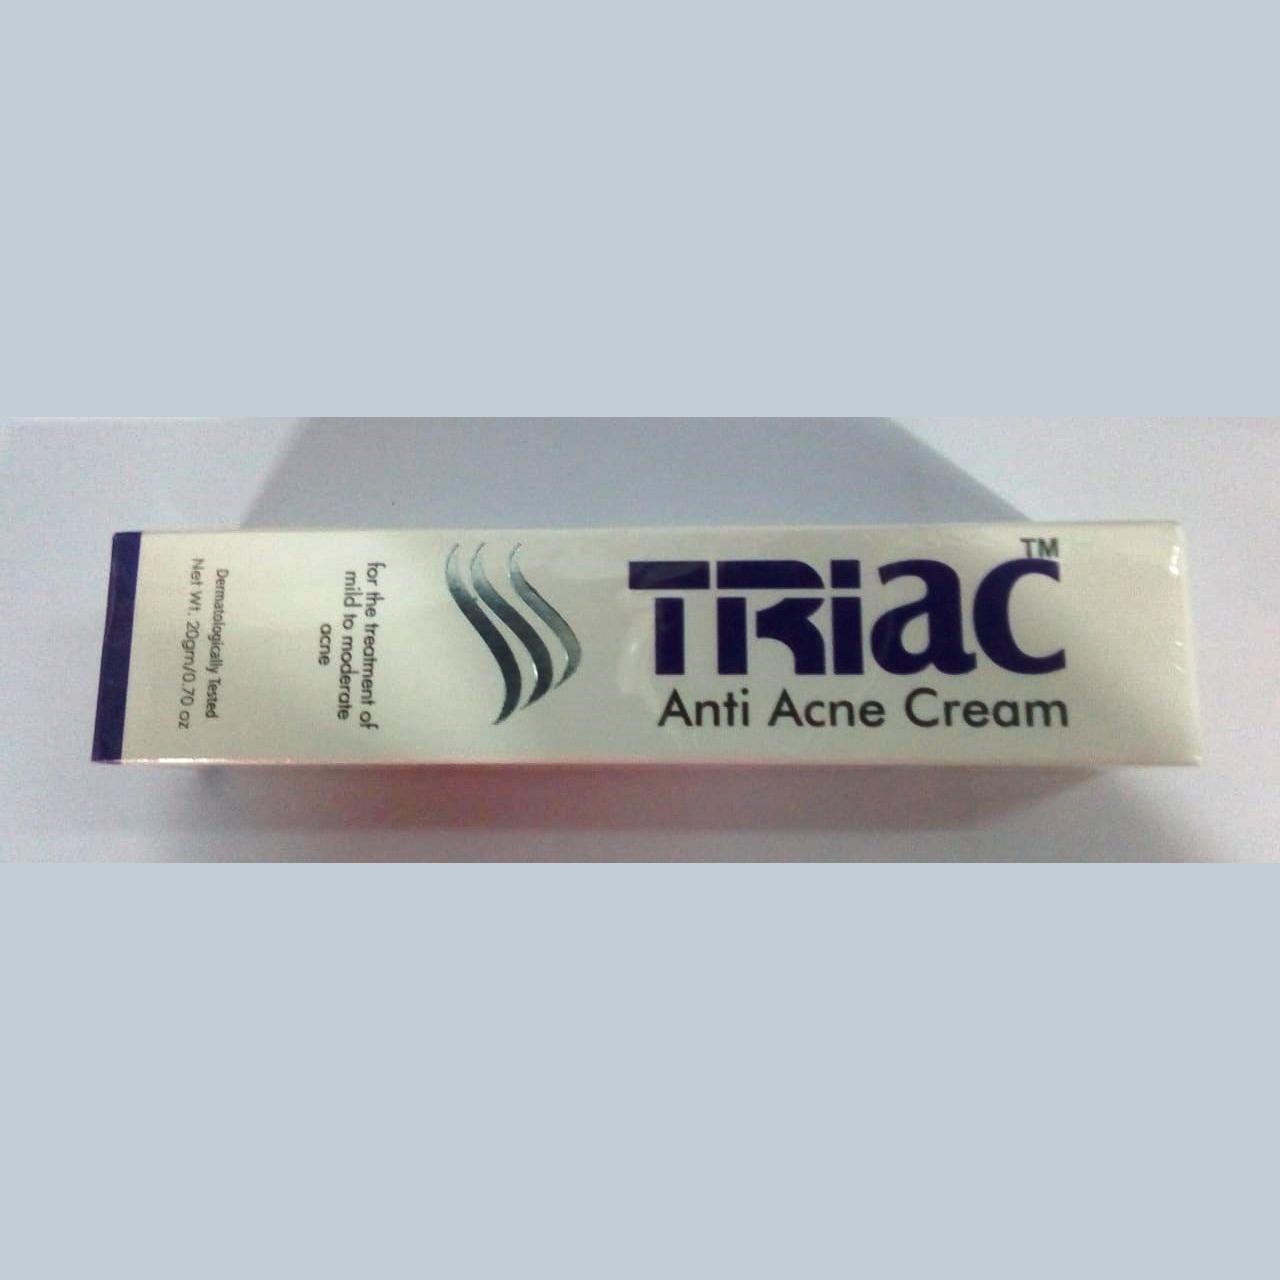 TRiac™
Anti Acne Cream
for the treatment of
mild to moderate
acne
Dermatologically Tested
Net Wt. 20gm/0.70 oz